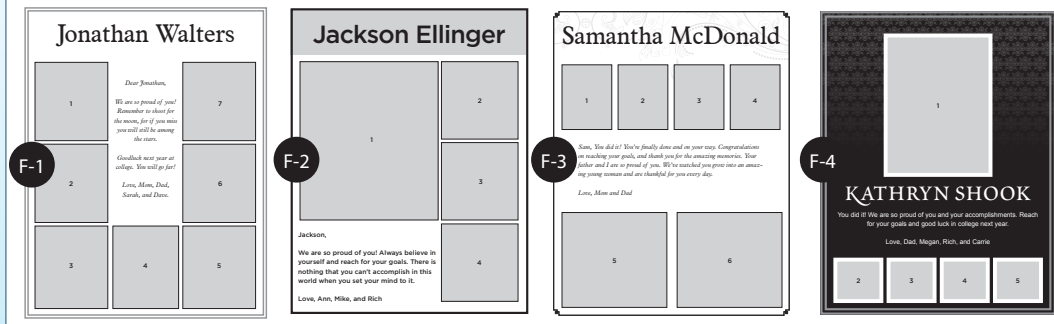 Jonathan Walters
1
Dear Jonathan,
We are so proud of you!
Remember to shoot for
the moon, for if you miss
you will still be among
the stars.
Goodluck next year at
collage. You will go far!
Love, Mom, Dad,
Sarah, and Dave.
7
F-1
2
6
3
4
5
Jackson Ellinger
1
2
F-2
3
Jackson,
We are so proud of you! Always believe in
yourself and reach for your goals. There is
nothing that you can't accomplish in this
world when you set your mind to it.
Love, Ann, Mike, and Rich
4
Samantha McDonald
1
2
3
4
F-3
Sam, You did it! You're finally done and on your way. Congratulations
on reaching your goals, and thank you for the amazing memories. Your
father and I are so proud of you. We've watched you grow into an amaz-
ing young woman and are thankful for you every day.
Love, Mom and Dad
5
6
1
F-4
KATHRYN SHOOK
You did it! We are so proud of you and your accomplishments. Reach
for your goals and good luck in college next year.
Love, Dad, Megan, Rich, and Carrie
2
3
4
5